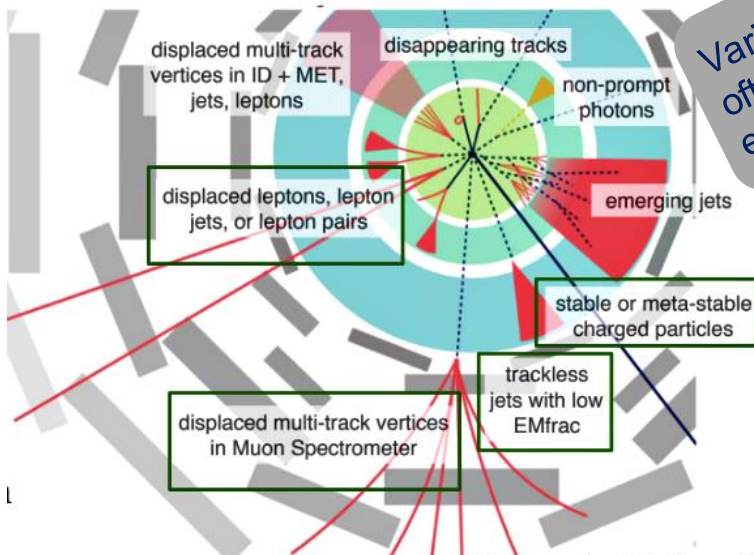 displaced multi-track
vertices in ID + MET,
jets, leptons
disappearing tracks
non-prompt
photons
displaced leptons, lepton
jets, or lepton pairs
emerging jets
stable or meta-stable
charged particles
trackless
jets with low
EMfrac
displaced multi-track vertices
in Muon Spectrometer